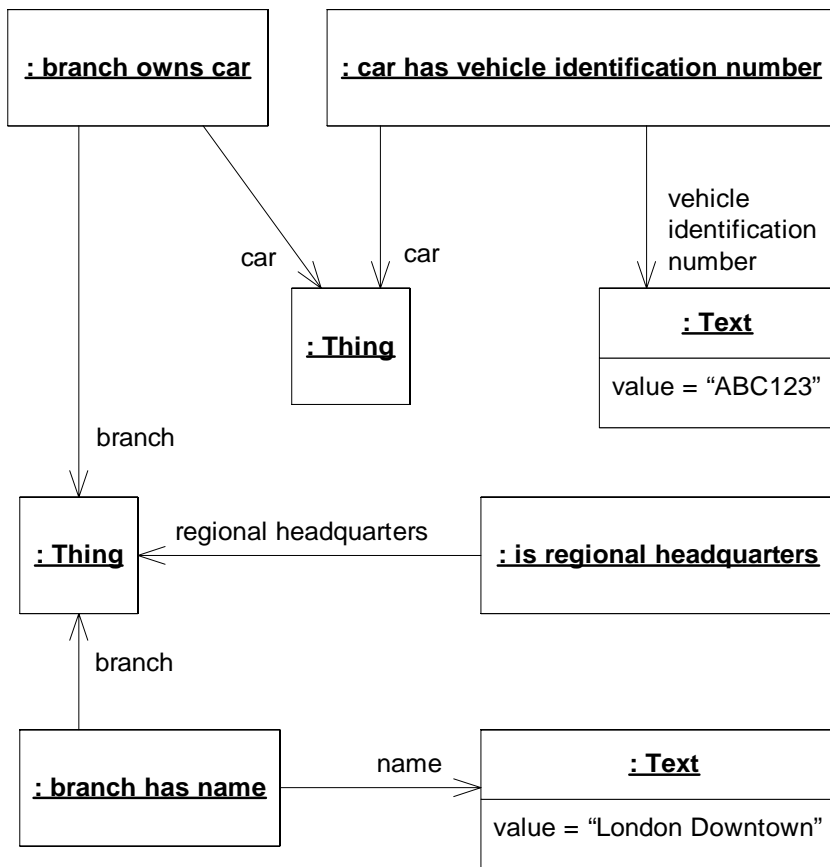 : branch owns car
: car has vehicle identification number
vehicle
identification
number
car
car
: Thing
: Text
value = “ABC123”
branch
: Thing
regional headquarters
: is regional headquarters
branch
: branch has name
name
: Text
value = “London Downtown”